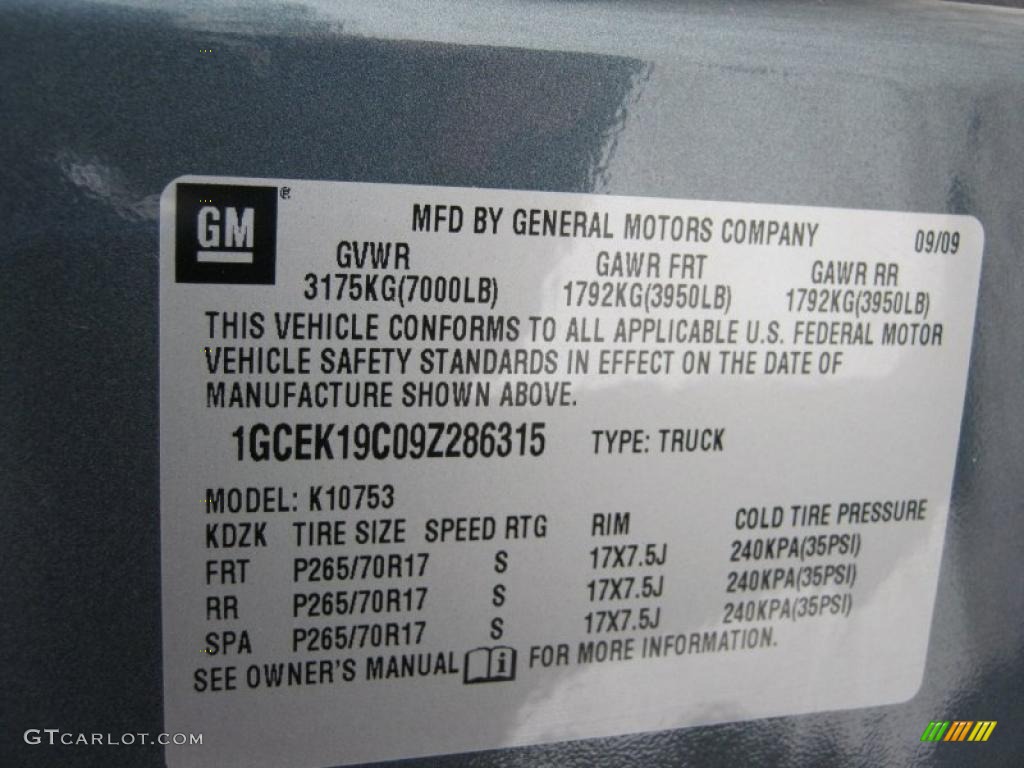 GM ®
MFD BY GENERAL MOTORS COMPANY 09/09
GVWR GAWR FRT GAWR RR
3175KG(7000LB) 1792KG(3950LB) 1792KG(3950LB)
THIS VEHICLE CONFORMS TO ALL APPLICABLE U.S. FEDERAL MOTOR
VEHICLE SAFETY STANDARDS IN EFFECT ON THE DATE OF
MANUFACTURE SHOWN ABOVE.
1GCEK19C09Z286315 TYPE: TRUCK
MODEL: K10753
KDZK TIRE SIZE SPEED RTG RIM COLD TIRE PRESSURE
FRT P265/70R17 S 17X7.5J 240KPA(35PSI)
RR P265/70R17 S 17X7.5J 240KPA(35PSI)
SPA P265/70R17 S 17X7.5J 240KPA(35PSI)
SEE OWNER'S MANUAL i FOR MORE INFORMATION.
GTCARLOT.COM